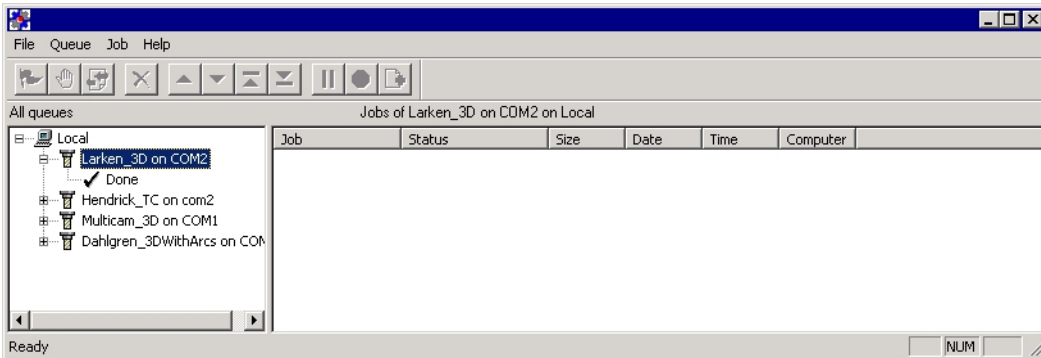 File Queue Job Help
All queues Jobs of Larken_3D on COM2 on Local
Local Job Status Size Date Time Computer
Larken_3D on COM2
Done
Hendrick_TC on com2
Multicam_3D on COM1
Dahlgren_3DWithArcs on
Ready NUM